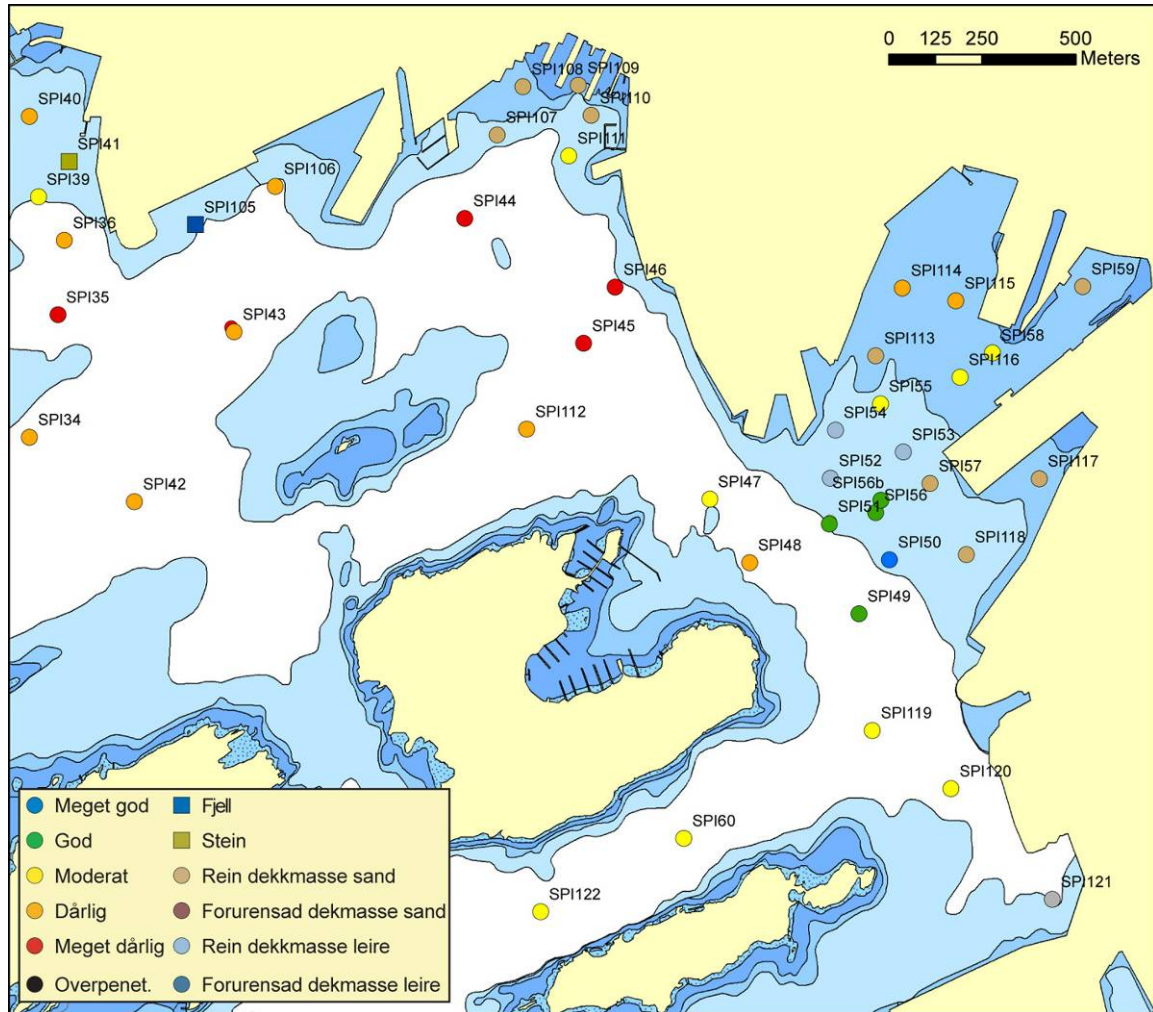 0 125 250 500
Meters
SPI108
SPI109
SPI40
SPI110
SPI107
SPI41
SPI111
SPI106
SPI39
SPI105
SPI44
SPI36
SPI46
SPI114
SPI59
SPI115
SPI35
SPI43
SPI45
SPI58
SPI113
SPI116
SPI55
SPI34
SPI112
SPI54
SPI53
SPI52
SPI57
SPI117
SPI42
SPI47
SPI56b
SPI56
SPI51
SPI48
SPI50
SPI118
SPI49
SPI119
SPI120
SPI60
SPI121
SPI122
Meget god
Fjell
God
Stein
Moderat
Rein dekkmasse sand
Dårlig
Forurensad dekmasse sand
Meget dårlig
Rein dekkmasse leire
Overpenet.
Forurensad dekmasse leire